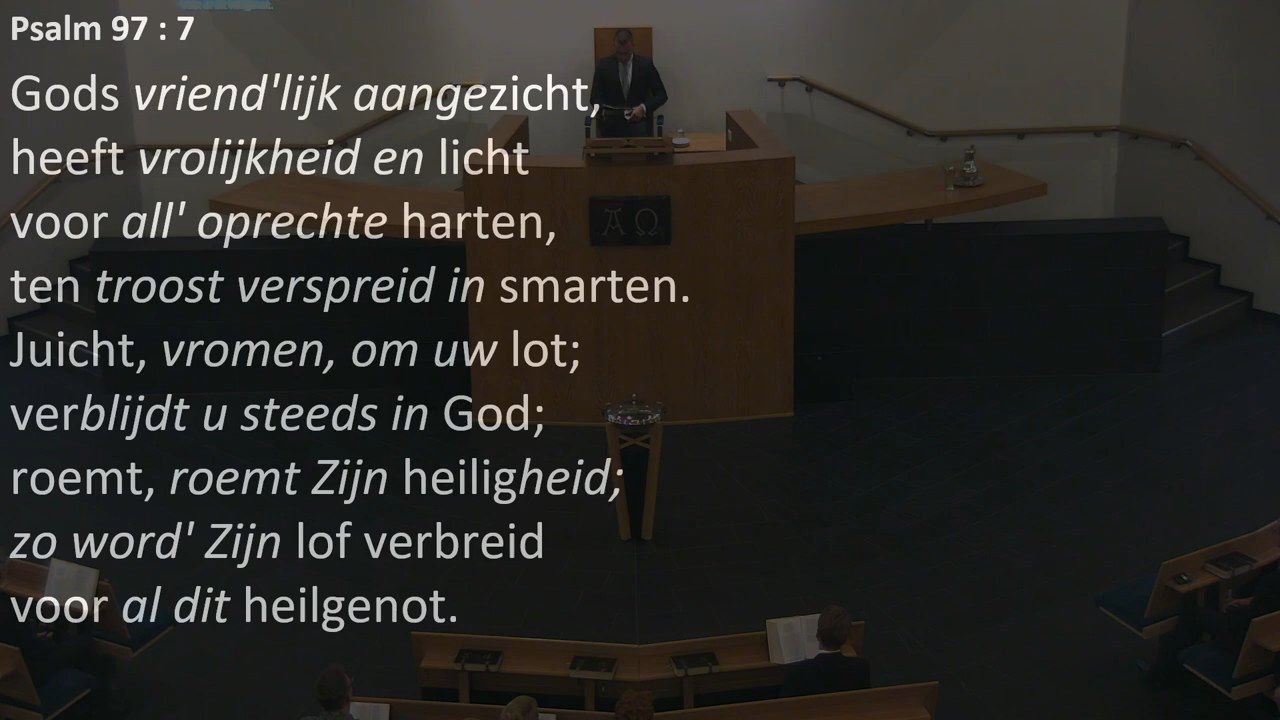 Psalm 97 : 7
Gods vriend'lijk aangezicht,
heeft vrolijkheid en licht
voor all' oprechte harten,
ten troost verspreid in smarten.
Juicht, vromen, om uw lot;
verblijdt u steeds in God;
roemt, roemt Zijn heiligheid;
zo word' Zijn lof verbreid
voor al dit heilgenot.
Α Ω